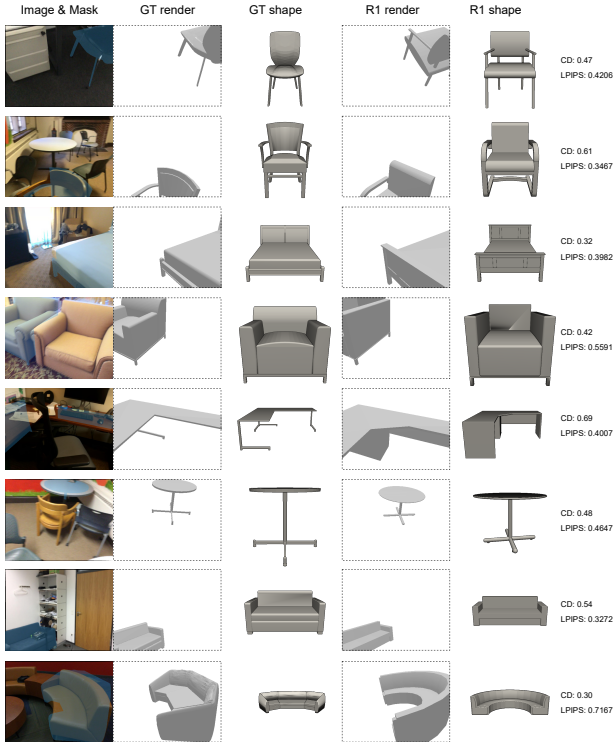 Image & Mask GT render GT shape R1 render R1 shape
CD: 0.47
LPIPS: 0.4206
CD: 0.61
LPIPS: 0.3467
CD: 0.32
LPIPS: 0.3982
CD: 0.42
LPIPS: 0.5591
CD: 0.69
LPIPS: 0.4007
CD: 0.48
LPIPS: 0.4647
CD: 0.54
LPIPS: 0.3272
CD: 0.30
LPIPS: 0.7167